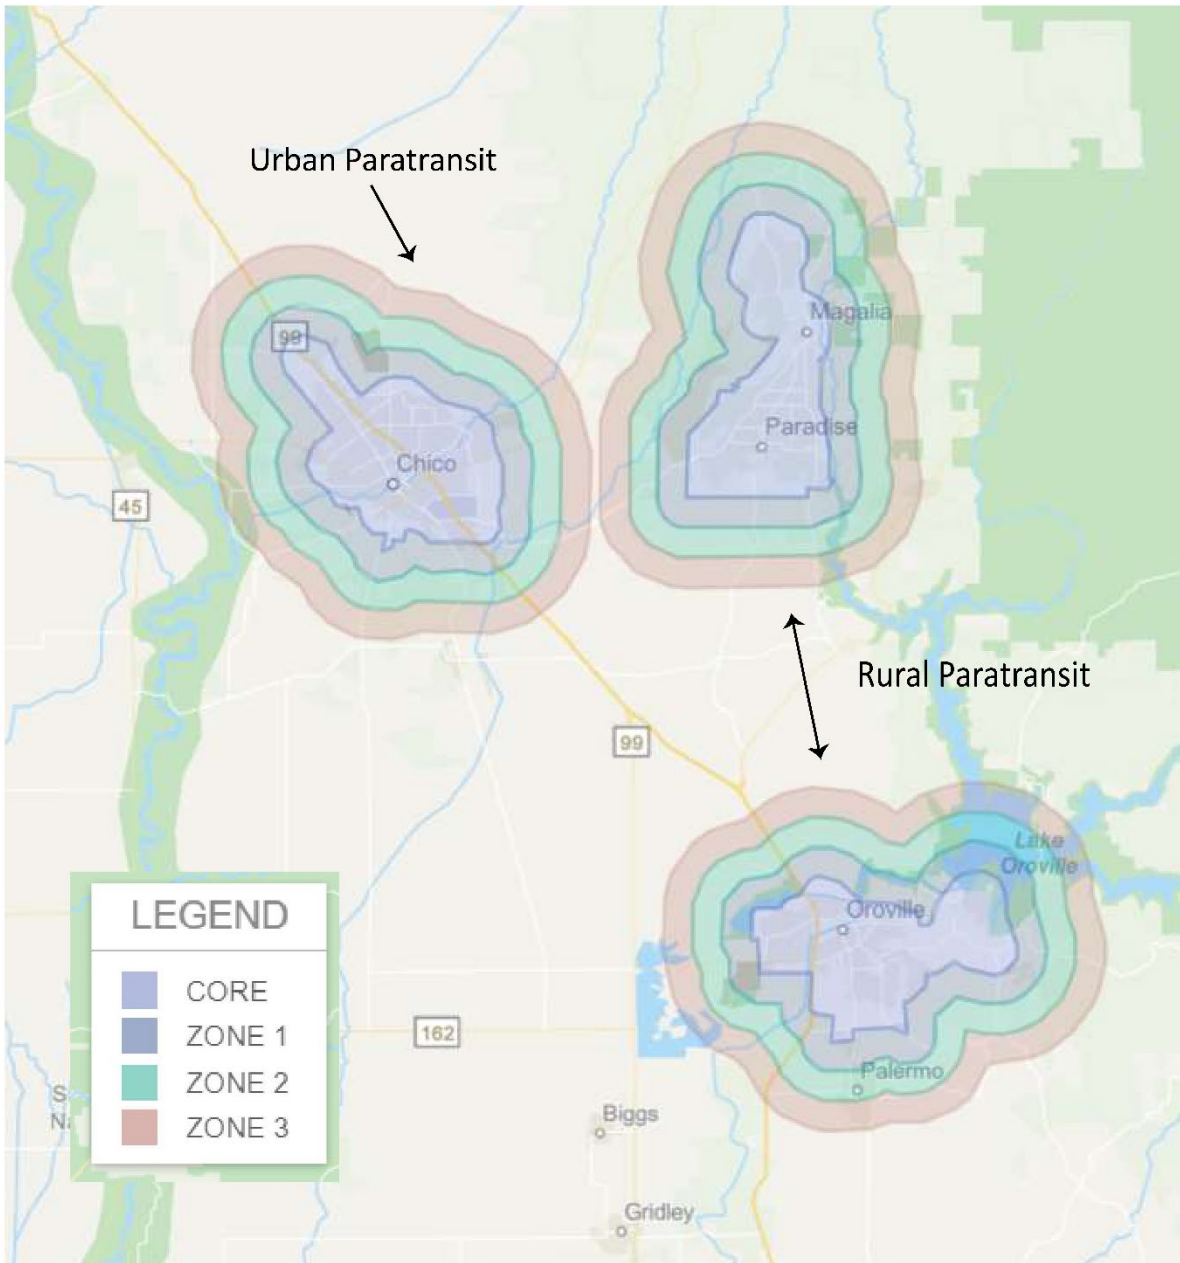 Urban Paratransit
99
Magalia
Paradise
Chico
45
Rural Paratransit
99
Lake
Oroville
Oroville
LEGEND
CORE
ZONE 1
162
ZONE 2
Palermo
ZONE 3
Biggs
Gridley